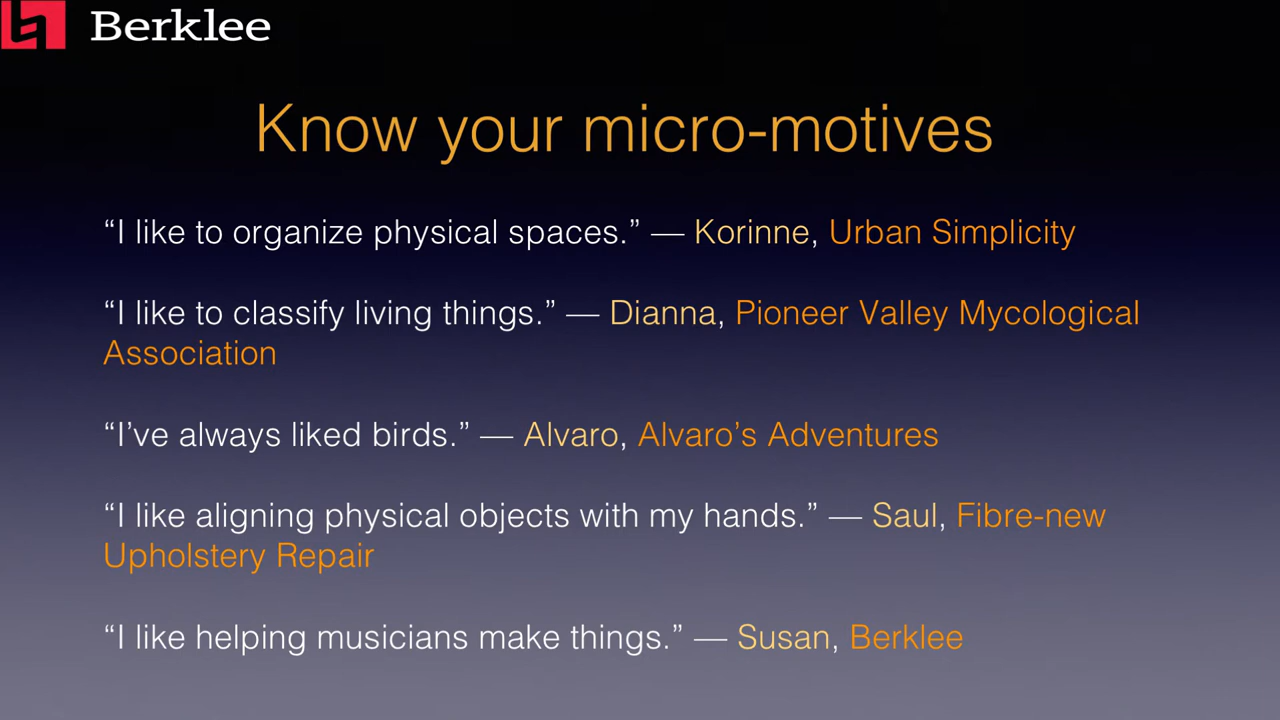 Berklee
Know your micro-motives
“I like to organize physical spaces.” — Korinne, Urban Simplicity
“I like to classify living things.” — Dianna, Pioneer Valley Mycological
Association
“I’ve always liked birds.” — Alvaro, Alvaro’s Adventures
“I like aligning physical objects with my hands.” — Saul, Fibre-new
Upholstery Repair
“I like helping musicians make things.” — Susan, Berklee